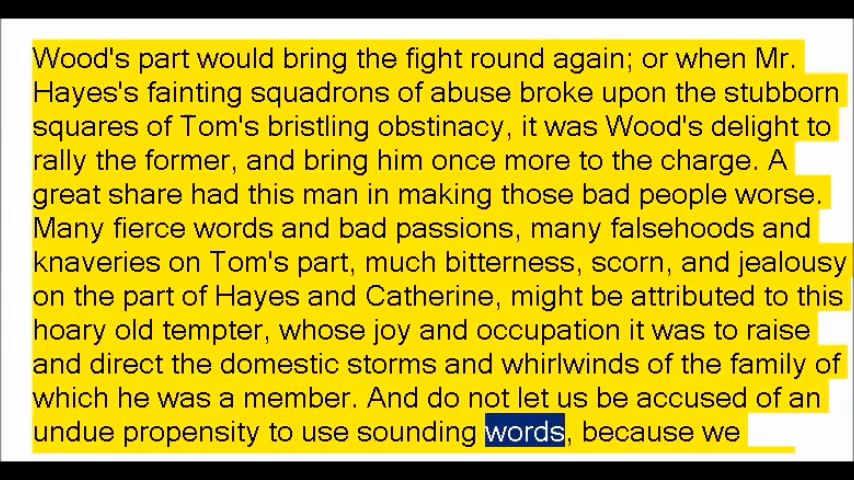 Wood's part would bring the fight round again; or when Mr.
Hayes's fainting squadrons of abuse broke upon the stubborn
squares of Tom's bristling obstinacy, it was Wood's delight to
rally the former, and bring him once more to the charge. A
great share had this man in making those bad people worse.
Many fierce words and bad passions, many falsehoods and
knaveries on Tom's part, much bitterness, scorn, and jealousy
on the part of Hayes and Catherine, might be attributed to this
hoary old tempter, whose joy and occupation it was to raise
and direct the domestic storms and whirlwinds of the family of
which he was a member. And do not let us be accused of an
undue propensity to use sounding words, because we